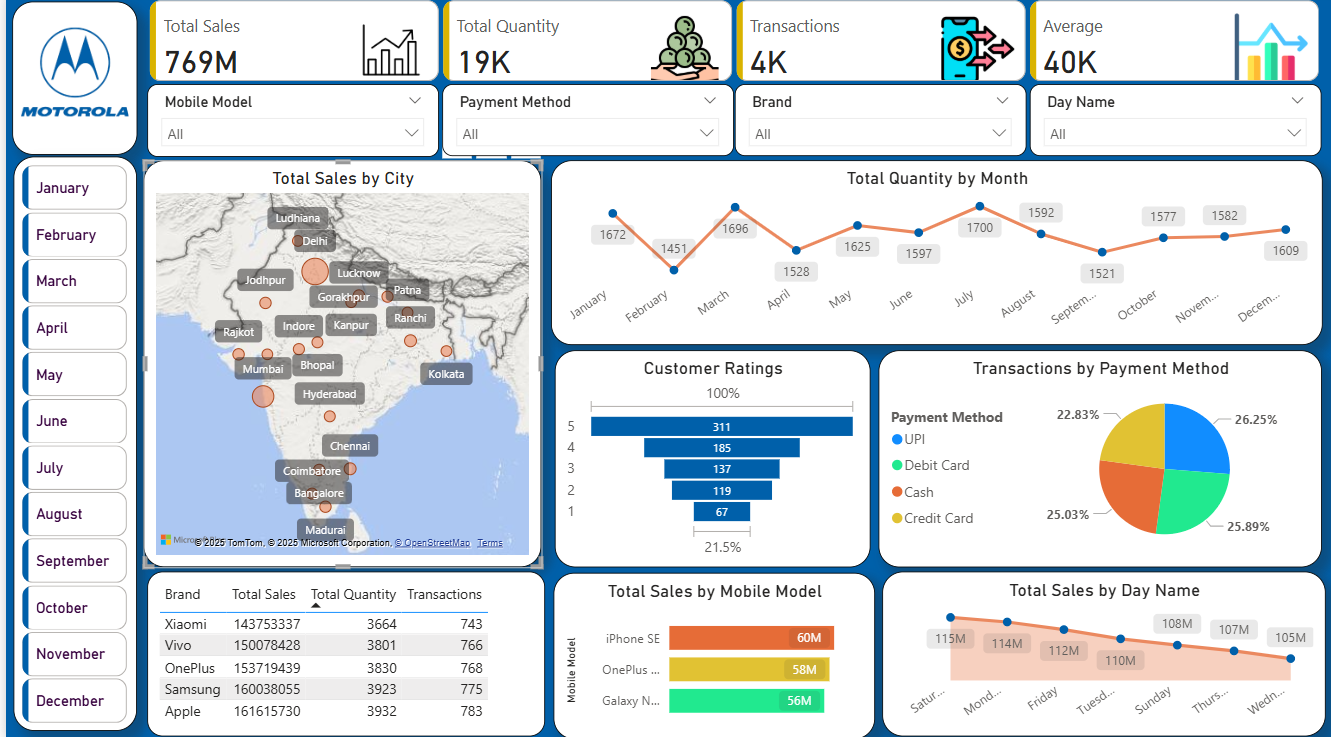 MOTOROLA
Total Sales
769M
Total Quantity
19K
Transactions
4K
Average
40K
Mobile Model
All
Payment Method
All
Brand
All
Day Name
All
January
February
March
April
May
June
July
August
September
October
November
December
Total Sales by City
Ludhiana
Delhi
Lucknow
Jodhpur
Gorakhpur
Patna
Ranchi
Rajkot
Indore
Kanpur
Mumbai
Bhopal
Kolkata
Hyderabad
Chennai
Coimbatore
Bangalore
Madurai
© 2025 TomTom, © 2025 Microsoft Corporation, © OpenStreetMap Terms
Total Quantity by Month
1672
1451
1696
1528
1625
1597
1700
1592
1521
1577
1582
1609
January
February
March
April
May
June
July
August
Septem...
October
Novem...
Decem...
Customer Ratings
100%
5 311
4 185
3 137
2 119
1 67
21.5%
Transactions by Payment Method
Payment Method
UPI
Debit Card
Cash
Credit Card
22.83%
26.25%
25.03%
25.89%
Brand Total Sales Total Quantity Transactions
Xiaomi 143753337 3664 743
Vivo 150078428 3801 766
OnePlus 153719439 3830 768
Samsung 160038055 3923 775
Apple 161615730 3932 783
Total Sales by Mobile Model
Mobile Model
iPhone SE 60M
OnePlus ... 58M
Galaxy N... 56M
Total Sales by Day Name
115M
114M
112M
110M
108M
107M
105M
Satur...
Mond...
Friday
Tuesd...
Sunday
Thurs...
Wedn...